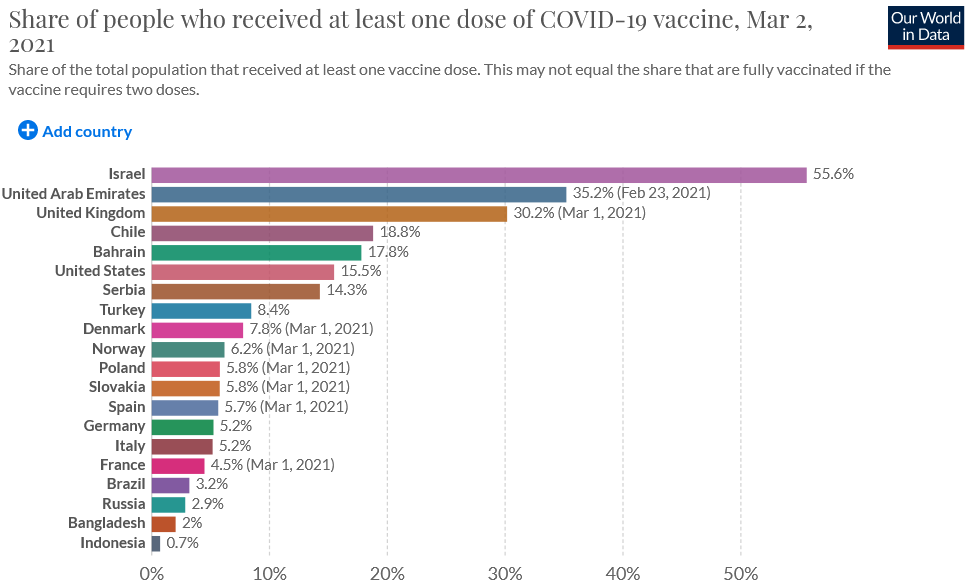 Share of people who received at least one dose of COVID-19 vaccine, Mar 2,
2021
Our World
in Data
Share of the total population that received at least one vaccine dose. This may not equal the share that are fully vaccinated if the
vaccine requires two doses.
Add country
Israel 55.6%
United Arab Emirates 35.2% (Feb 23, 2021)
United Kingdom 30.2% (Mar 1, 2021)
Chile 18.8%
Bahrain 17.8%
United States 15.5%
Serbia 14.3%
Turkey 8.4%
Denmark 7.8% (Mar 1, 2021)
Norway 6.2% (Mar 1, 2021)
Poland 5.8% (Mar 1, 2021)
Slovakia 5.8% (Mar 1, 2021)
Spain 5.7% (Mar 1, 2021)
Germany 5.2%
Italy 5.2%
France 4.5% (Mar 1, 2021)
Brazil 3.2%
Russia 2.9%
Bangladesh 2%
Indonesia 0.7%
0% 10% 20% 30% 40% 50%